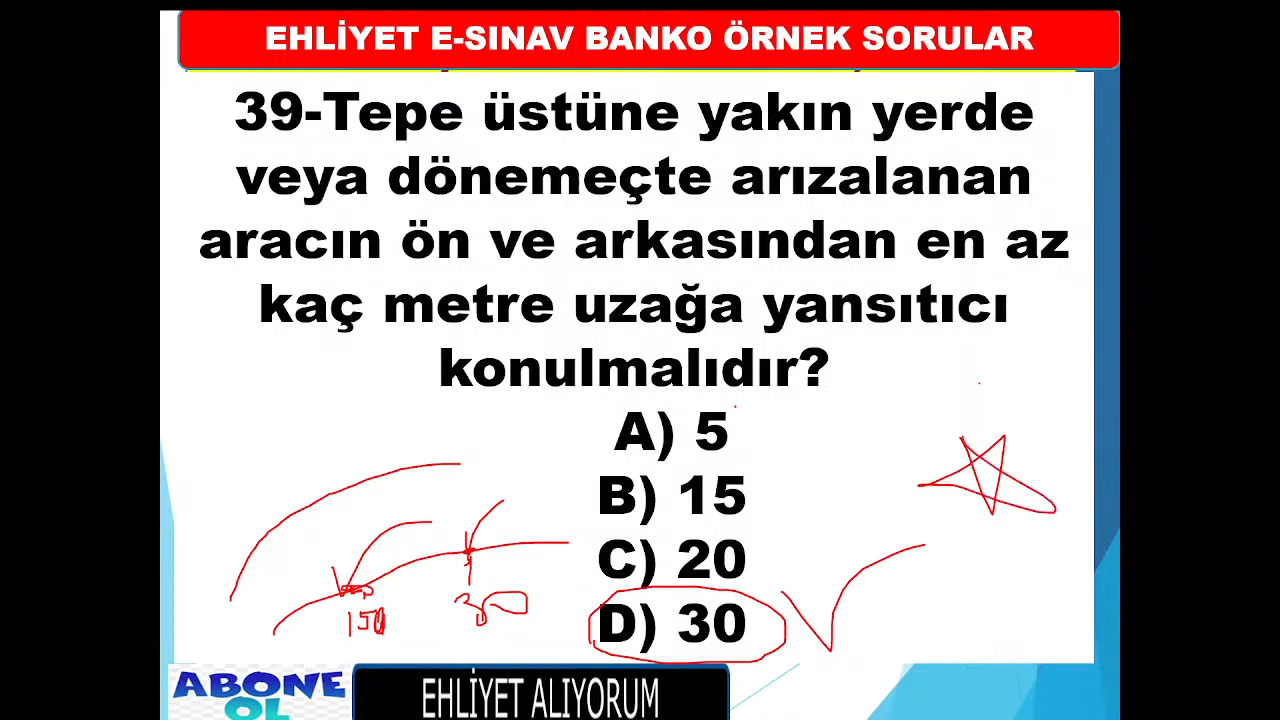 EHLİYET E-SINAV BANKO ÖRNEK SORULAR
39-Tepe üstüne yakın yerde
veya dönemeçte arızalanan
aracın ön ve arkasından en az
kaç metre uzağa yansıtıcı
konulmalıdır?
A) 5
B) 15
C) 20
D) 30
150
ABONE
OL
EHLİYET ALIYORUM